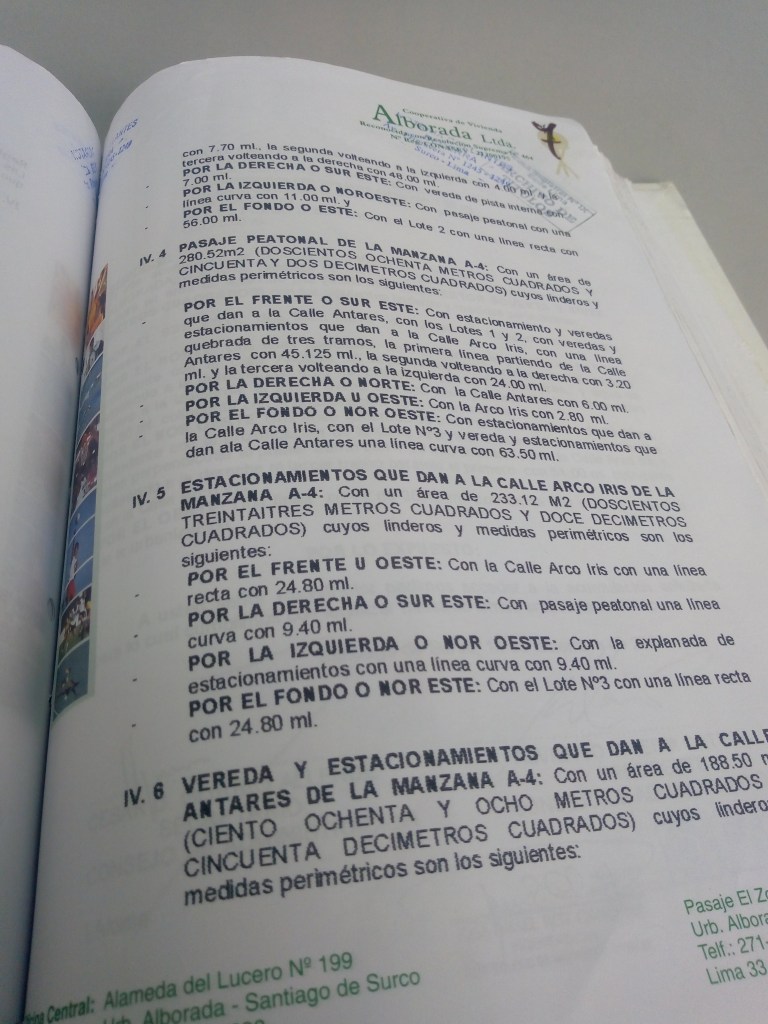 Cooperativa de Vivienda
Alborada Ltda.
con 7.70 ml., la segunda volteando a la izquierda con 4.00 ml. y la
tercera volteando a la derecha con 48.00 ml.
- POR LA DERECHA O SUR ESTE: Con vereda de pista interna con
7.00 ml.
- POR LA IZQUIERDA O NOROESTE: Con pasaje peatonal con una
línea curva con 11.00 ml. y
- POR EL FONDO O ESTE: Con el Lote 2 con una línea recta con
56.00 ml.
IV. 4 PASAJE PEATONAL DE LA MANZANA A-4: Con un área de
280.52m2 (DOSCIENTOS OCHENTA METROS CUADRADOS Y
CINCUENTA Y DOS DECIMETROS CUADRADOS) cuyos linderos y
medidas perimétricos son los siguientes:
- POR EL FRENTE O SUR ESTE: Con estacionamiento y veredas
que dan a la Calle Antares, con los Lotes 1 y 2, con veredas y
estacionamientos que dan a la Calle Arco Iris, con una línea
quebrada de tres tramos, la primera línea partiendo de la Calle
Antares con 45.125 ml., la segunda volteando a la derecha con 3.20
ml. y la tercera volteando a la izquierda con 24.00 ml.
- POR LA DERECHA O NORTE: Con la Calle Antares con 6.00 ml.
- POR LA IZQUIERDA U OESTE: Con la Arco Iris con 2.80 ml.
- POR EL FONDO O NOR OESTE: Con estacionamientos que dan a
la Calle Arco Iris, con el Lote Nº3 y vereda y estacionamientos que
dan ala Calle Antares una línea curva con 63.50 ml.
IV. 5 ESTACIONAMIENTOS QUE DAN A LA CALLE ARCO IRIS DE LA
MANZANA A-4: Con un área de 233.12 M2 (DOSCIENTOS
TREINTAITRES METROS CUADRADOS Y DOCE DECIMETROS
CUADRADOS) cuyos linderos y medidas perimétricos son los
siguientes:
- POR EL FRENTE U OESTE: Con la Calle Arco Iris con una línea
recta con 24.80 ml.
- POR LA DERECHA O SUR ESTE: Con pasaje peatonal una línea
curva con 9.40 ml.
- POR LA IZQUIERDA O NOR OESTE: Con la explanada de
estacionamientos con una línea curva con 9.40 ml.
- POR EL FONDO O NOR ESTE: Con el Lote Nº3 con una línea recta
con 24.80 ml.
IV. 6 VEREDA Y ESTACIONAMIENTOS QUE DAN A LA CALLE
ANTARES DE LA MANZANA A-4: Con un área de 188.50
(CIENTO OCHENTA Y OCHO METROS CUADRADOS
CINCUENTA DECIMETROS CUADRADOS) cuyos
medidas perimétricos son los siguientes:
Central: Alameda del Lucero Nº 199
Urb. Alborada - Santiago de Surco
Pasaje El
Urb.
Telf.: 271-
Lima 33